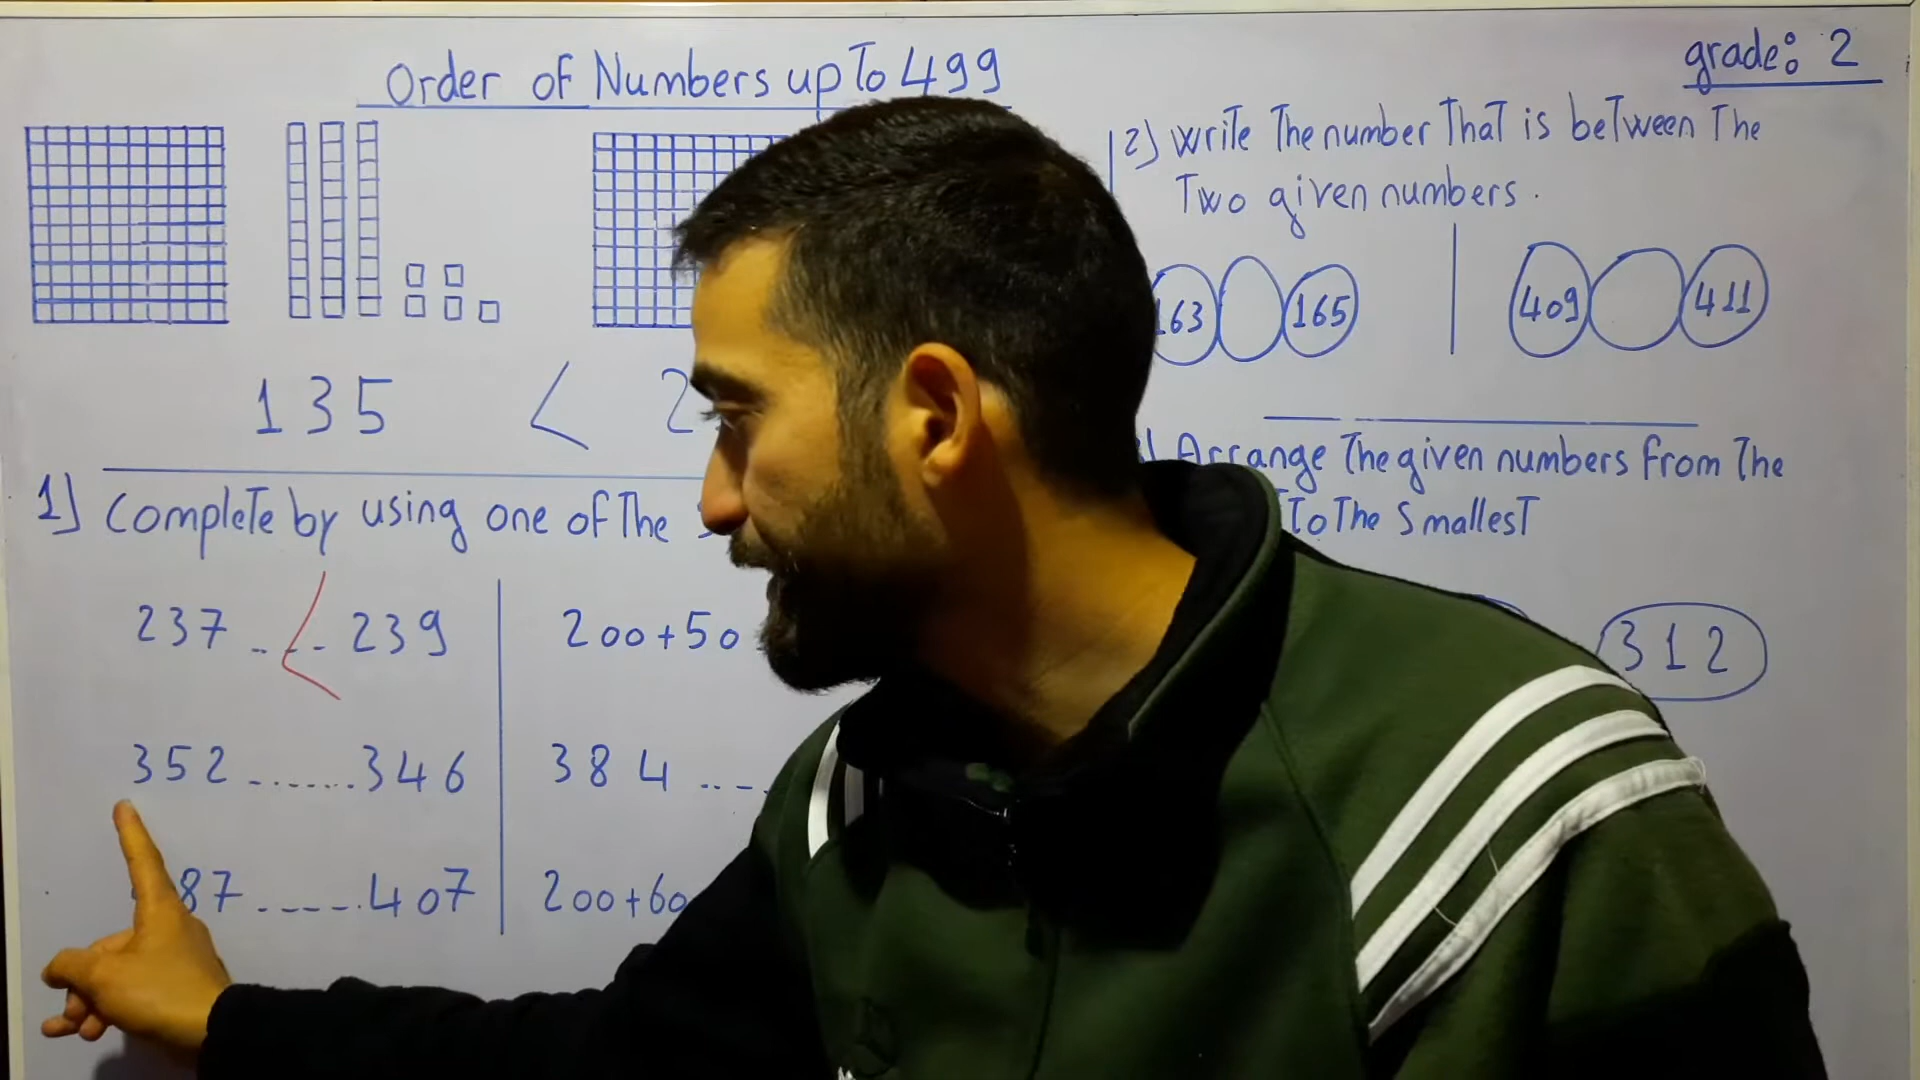 Order of Numbers up To 499
grade: 2
135 < 2
1) Complete by using one of The
237 < 239
200+50
352 ....... 346
384 ....
87 ..... 407
200+60
2) write The number That is beTween The
Two given numbers.
163 165
409 411
Arrange The given numbers from The
To The SmallesT
312